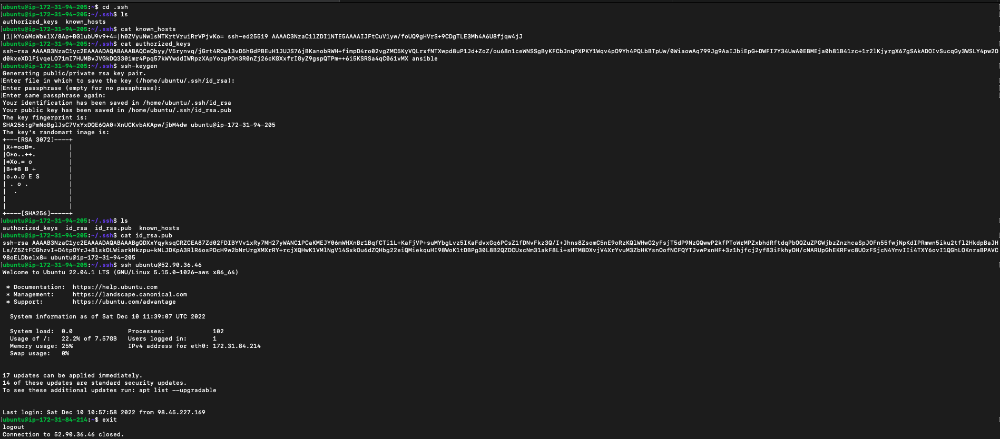 [ubuntu@ip-172-31-94-205:~$ cd .ssh
[ubuntu@ip-172-31-94-205:~/.ssh$ ls
authorized_keys  known_hosts
[ubuntu@ip-172-31-94-205:~/.ssh$ cat known_hosts
|1|kYo6McWbxlX/8Ap+BGlubU9v9+4=|h0ZVyuNwlsNTKrtVruiRrVPjvKo= ssh-ed25519 AAAAC3NzaC1lZDI1NTE5AAAAIJFtCuV1yw/foUQ9gHVrS+9CDgTLE3Mh4A6U8fjqw4jJ
[ubuntu@ip-172-31-94-205:~/.ssh$ cat authorized_keys
ssh-rsa AAAAB3NzaC1yc2EAAAADAQABAAABAQCeQbyy/V5rynvq/jGrt4ROwl3vD5hGdPBEuH1JUJS76jBKanobRWH+fimpD4ro02vgZMC5KyVQLrxfNTXwpd8uP1Jd+ZoZ/ou68n1ceWNSSgByKFCbJnqPXPKY1Wqv4pO9Yh4PQLbBTpUw/0WiaowAq799Jg9AaIJbiEpG+DWFI7Y34UwA0EBMEja0h81B41zc+1r2lKjyrgX67gSAkADOIvSucqGy3WSLY4pw2O
d0kxeXDlFivqeLO71mI7HUMBvJVGkDQ330imr4Ppq57kWYwddIWRpzXApYozpPDn3R0nZj26cKGXxfrIGyZ9gspQTPm++6i5KSRSa4qC061vMX ansible
[ubuntu@ip-172-31-94-205:~/.ssh$ ssh-keygen
Generating public/private rsa key pair.
[Enter file in which to save the key (/home/ubuntu/.ssh/id_rsa):
[Enter passphrase (empty for no passphrase):
[Enter same passphrase again:
Your identification has been saved in /home/ubuntu/.ssh/id_rsa
Your public key has been saved in /home/ubuntu/.ssh/id_rsa.pub
The key fingerprint is:
SHA256:gPmNoBglJsC7VxYxDQE6QA0+XnUCKvbAKApw/jbM4dw ubuntu@ip-172-31-94-205
The key's randomart image is:
+---[RSA 3072]----+
|X+=ooB=.         |
|O*o..++.         |
|*Xo.= o          |
|B+*B B +         |
|o.o.@ E S        |
| . o .           |
|  .              |
|                 |
|                 |
+----[SHA256]-----+
[ubuntu@ip-172-31-94-205:~/.ssh$ ls
authorized_keys  id_rsa  id_rsa.pub  known_hosts
[ubuntu@ip-172-31-94-205:~/.ssh$ cat id_rsa.pub
ssh-rsa AAAAB3NzaC1yc2EAAAADAQABAAABgQDXxYqyksqCRZCEA87Zd02FDIBYVv1xRy7MH27yWANC1PCaKMEJY06mWHXnBr1BqfCTi1L+KaFjVP+suMYbgLvz5IKaFdvxGq6PCsZ1fDNvFkz3Q/I+Jhns8ZsomC5nE9oRzKQlWHwG2yFsjT5dP9NzQQwwP2kfPToWrMPZxbhdRftdqPbOQZuZPGWjbzZnzhcaSpJOFn55fwjNpKdIPRmwn5iku2tfl2HkdpBaJH
Ls/Z5ZtFCGhzvI+D4tpOYrJ+8lskOLWiarkHkzpu+kNLJDKpA3RlR6osPDcH9w2bNrUrgXMXrRY+rcjXQHwK1VMlNgV14SxkOu6dZQHbg22eiQMiekquHI98WoK1tDBPg30L8B2QZDCUxcNm31akF8Li+sHTM8DXvjV4XrYvuM3ZbHKYsnOofNCFQYTJvwPxnHF+3z1hjfcj2yf83iFkhyDH/cNARUpGhEKRFvc8UOzFSjcN4YmvIIi4TXY6ovI1QGhLOKnraBPAVC
98oELDbelx8= ubuntu@ip-172-31-94-205
[ubuntu@ip-172-31-94-205:~/.ssh$ ssh ubuntu@52.90.36.46
Welcome to Ubuntu 22.04.1 LTS (GNU/Linux 5.15.0-1026-aws x86_64)
* Documentation:  https://help.ubuntu.com
* Management:     https://landscape.canonical.com
* Support:        https://ubuntu.com/advantage
System information as of Sat Dec 10 11:39:07 UTC 2022
System load:  0.0               Processes:             102
Usage of /:   22.2% of 7.57GB   Users logged in:       1
Memory usage: 25%               IPv4 address for eth0: 172.31.84.214
Swap usage:   0%
17 updates can be applied immediately.
14 of these updates are standard security updates.
To see these additional updates run: apt list --upgradable
Last login: Sat Dec 10 10:57:58 2022 from 98.45.227.169
[ubuntu@ip-172-31-84-214:~$ exit
logout
Connection to 52.90.36.46 closed.